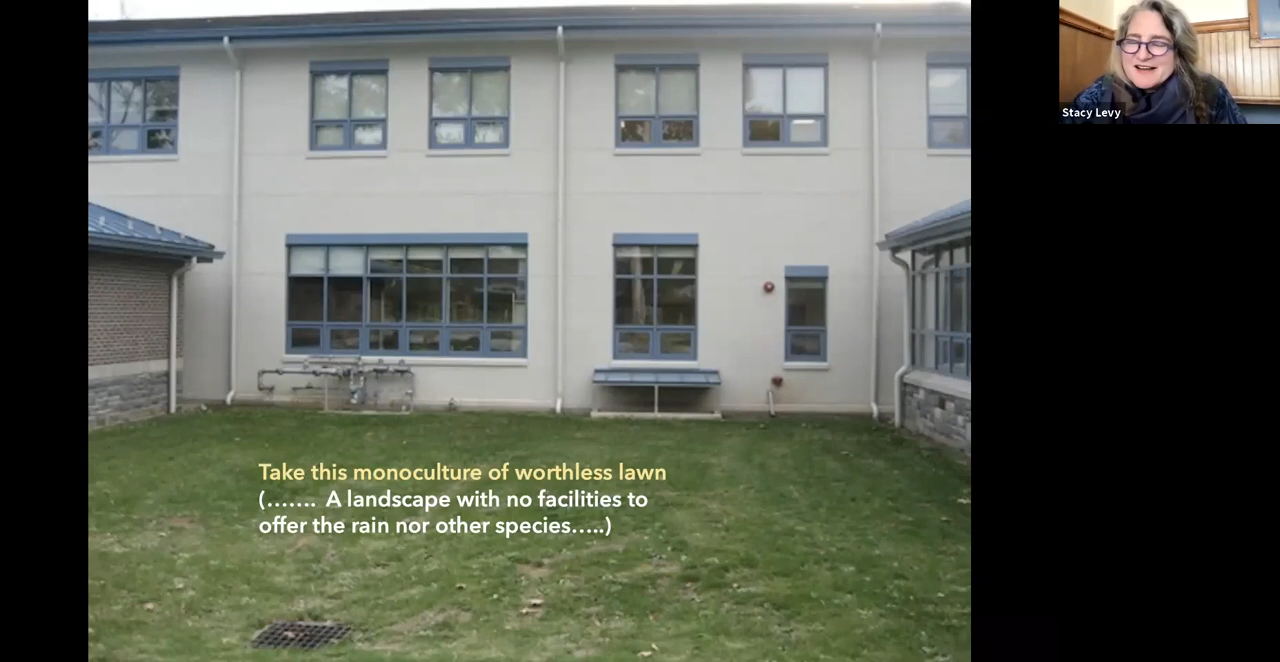 Stacy Levy
Take this monoculture of worthless lawn
(....... A landscape with no facilities to
offer the rain nor other species.....)